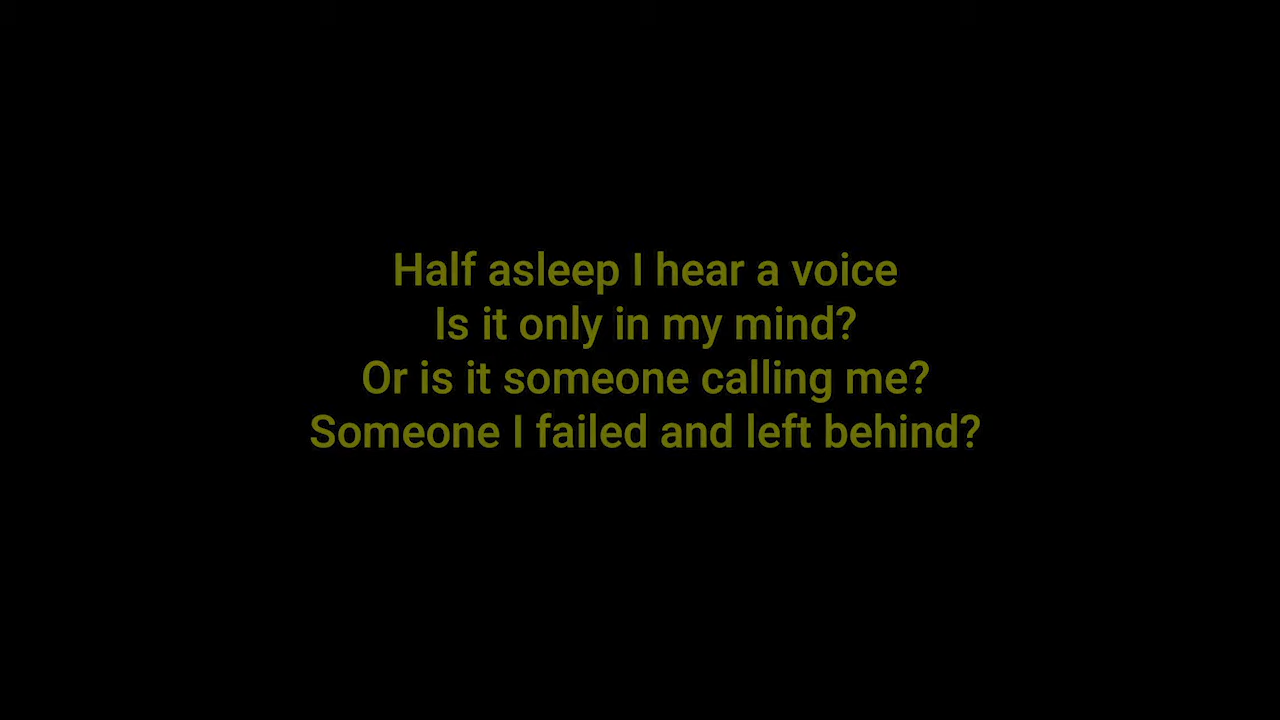 Half asleep I hear a voice
Is it only in my mind?
Or is it someone calling me?
Someone I failed and left behind?